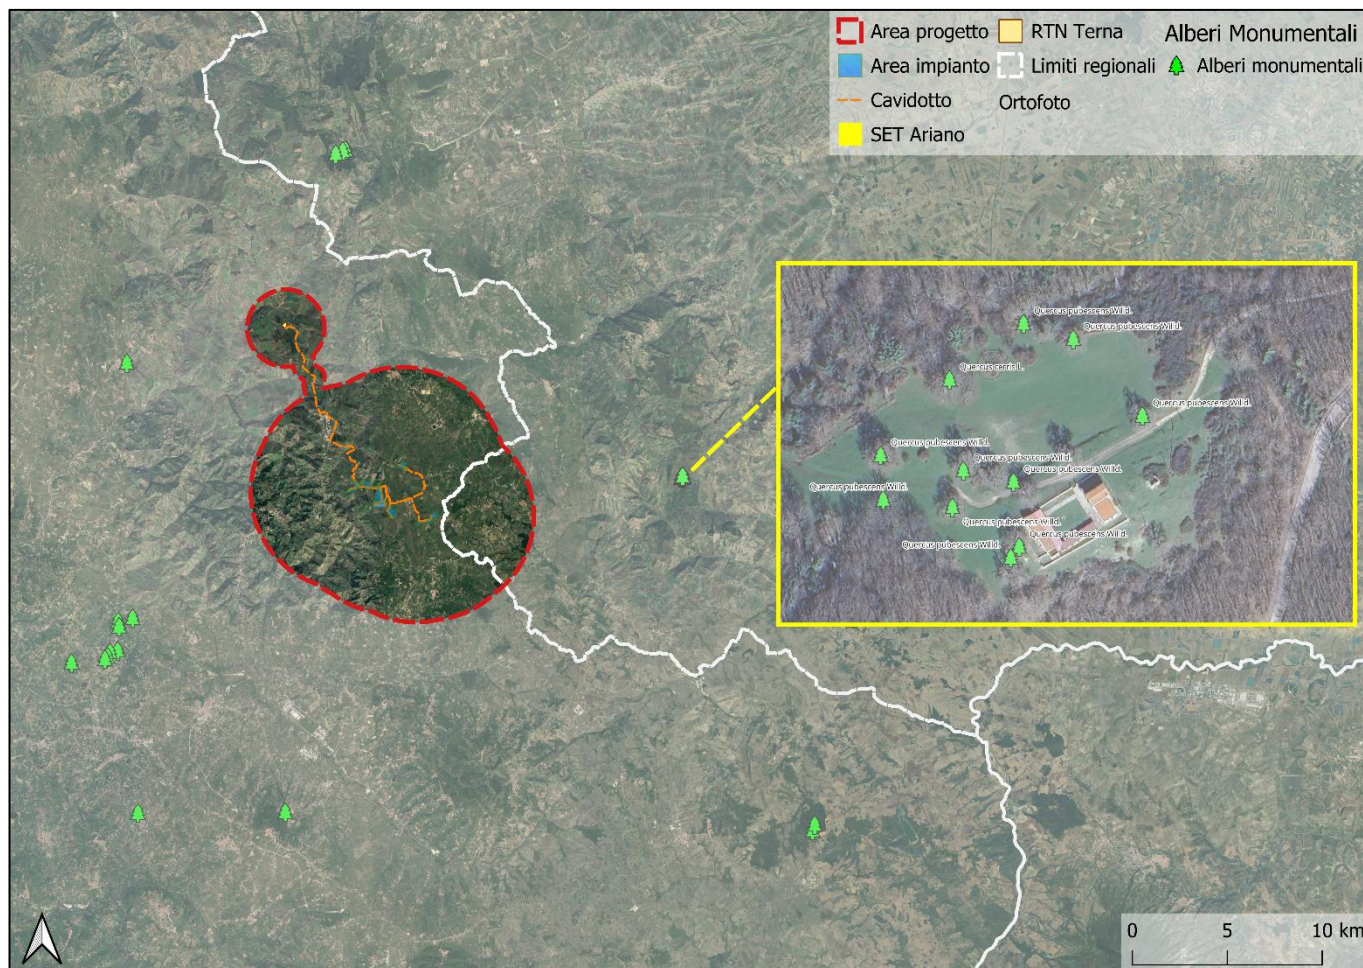 Area progetto
RTN Terna
Alberi Monumentali
Area impianto
Limiti regionali
Alberi monumentali
Cavidotto
Ortofoto
SET Ariano
Quercus pubescens Willd.
Quercus pubescens Willd.
Quercus cerris L.
Quercus pubescens Willd.
Quercus pubescens Willd.
Quercus pubescens Willd.
Quercus pubescens Willd.
Quercus pubescens Willd.
Quercus pubescens Willd.
Quercus pubescens Willd.
Quercus pubescens Willd.
0 5 10 km